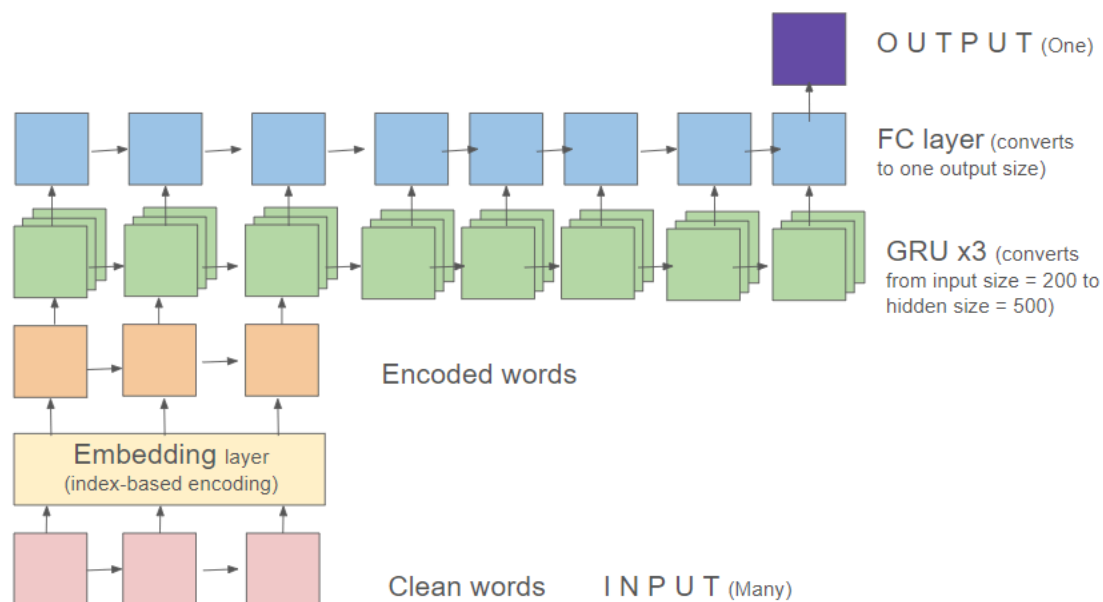 O U T P U T (One)
FC layer (converts
to one output size)
GRU x3 (converts
from input size = 200 to
hidden size = 500)
Encoded words
Embedding layer
(index-based encoding)
Clean words I N P U T (Many)